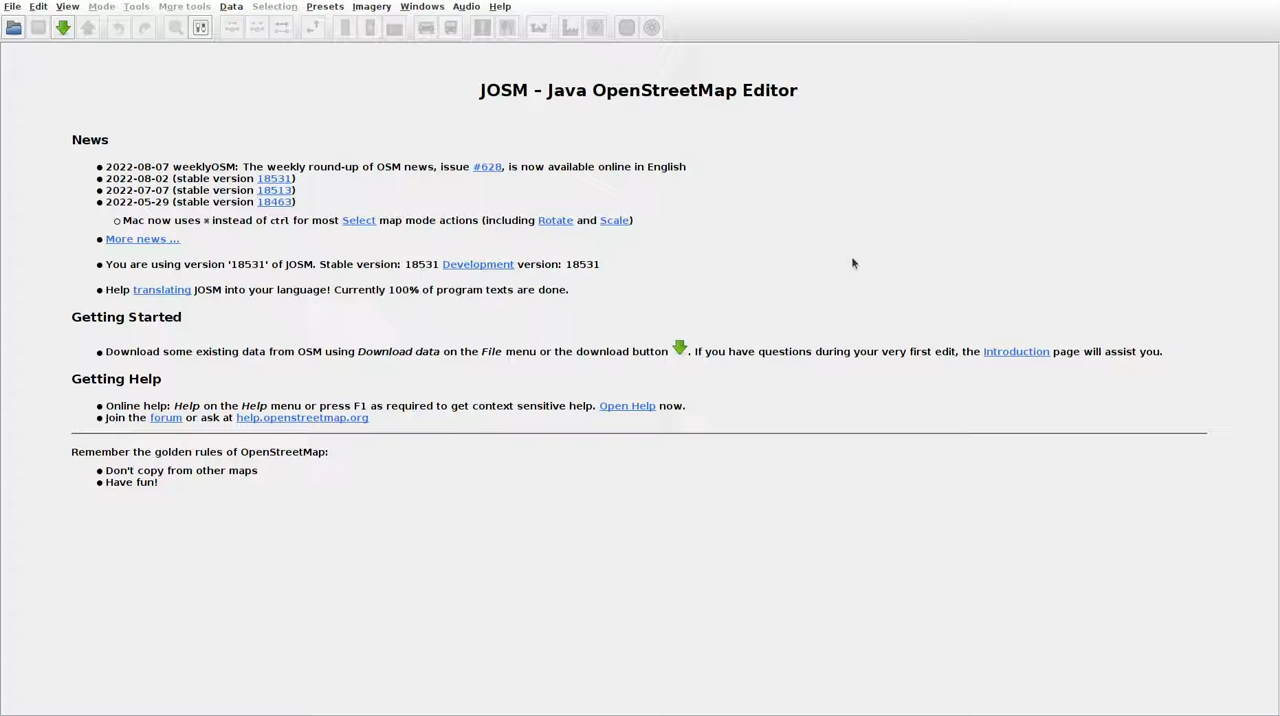 File Edit View Mode Tools More tools Data Selection Presets Imagery Windows Audio Help
JOSM – Java OpenStreetMap Editor
News
2022-08-07 weeklyOSM: The weekly round-up of OSM news, issue #628, is now available online in English
2022-08-02 (stable version 18531)
2022-07-07 (stable version 18513)
2022-05-29 (stable version 18463)
Mac now uses ⌘ instead of ctrl for most Select map mode actions (including Rotate and Scale)
More news ...
You are using version '18531' of JOSM. Stable version: 18531 Development version: 18531
Help translating JOSM into your language! Currently 100% of program texts are done.
Getting Started
Download some existing data from OSM using Download data on the File menu or the download button . If you have questions during your very first edit, the Introduction page will assist you.
Getting Help
Online help: Help on the Help menu or press F1 as required to get context sensitive help. Open Help now.
Join the forum or ask at help.openstreetmap.org
Remember the golden rules of OpenStreetMap:
Don't copy from other maps
Have fun!